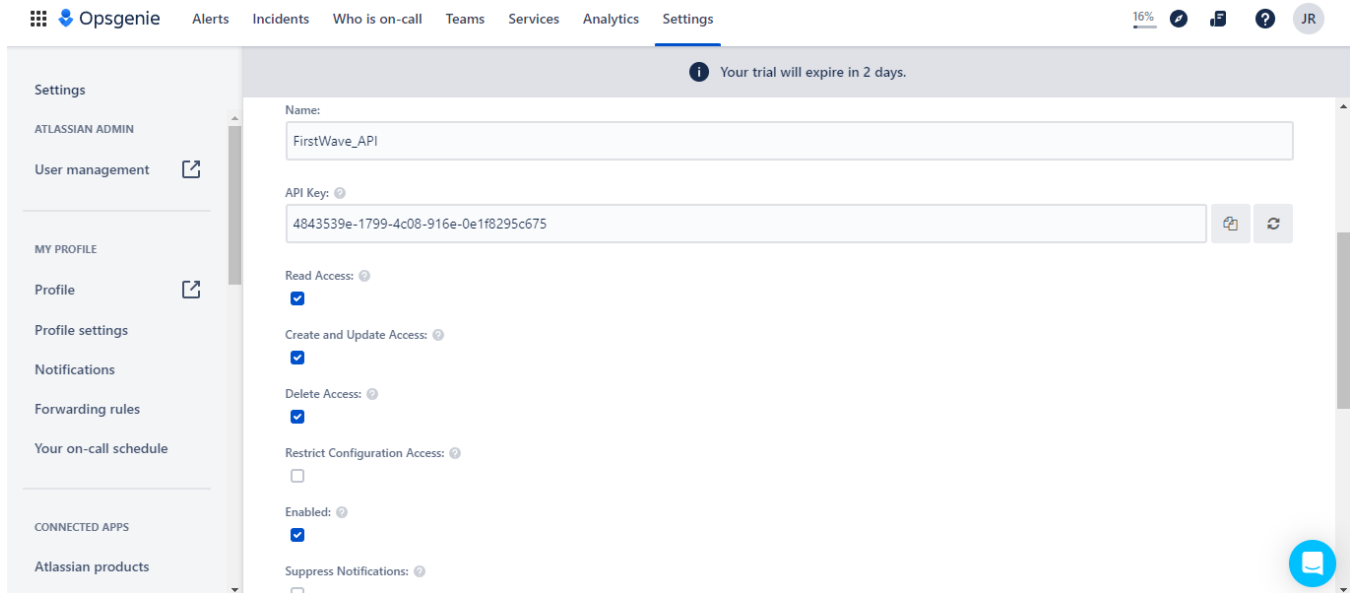 Opsgenie Alerts Incidents Who is on-call Teams Services Analytics Settings 16% JR
Your trial will expire in 2 days.
Settings
ATLASSIAN ADMIN
User management
MY PROFILE
Profile
Profile settings
Notifications
Forwarding rules
Your on-call schedule
CONNECTED APPS
Atlassian products
Name:
FirstWave_API
API Key:
4843539e-1799-4c08-916e-0e1f8295c675
Read Access:
Create and Update Access:
Delete Access:
Restrict Configuration Access:
Enabled:
Suppress Notifications: